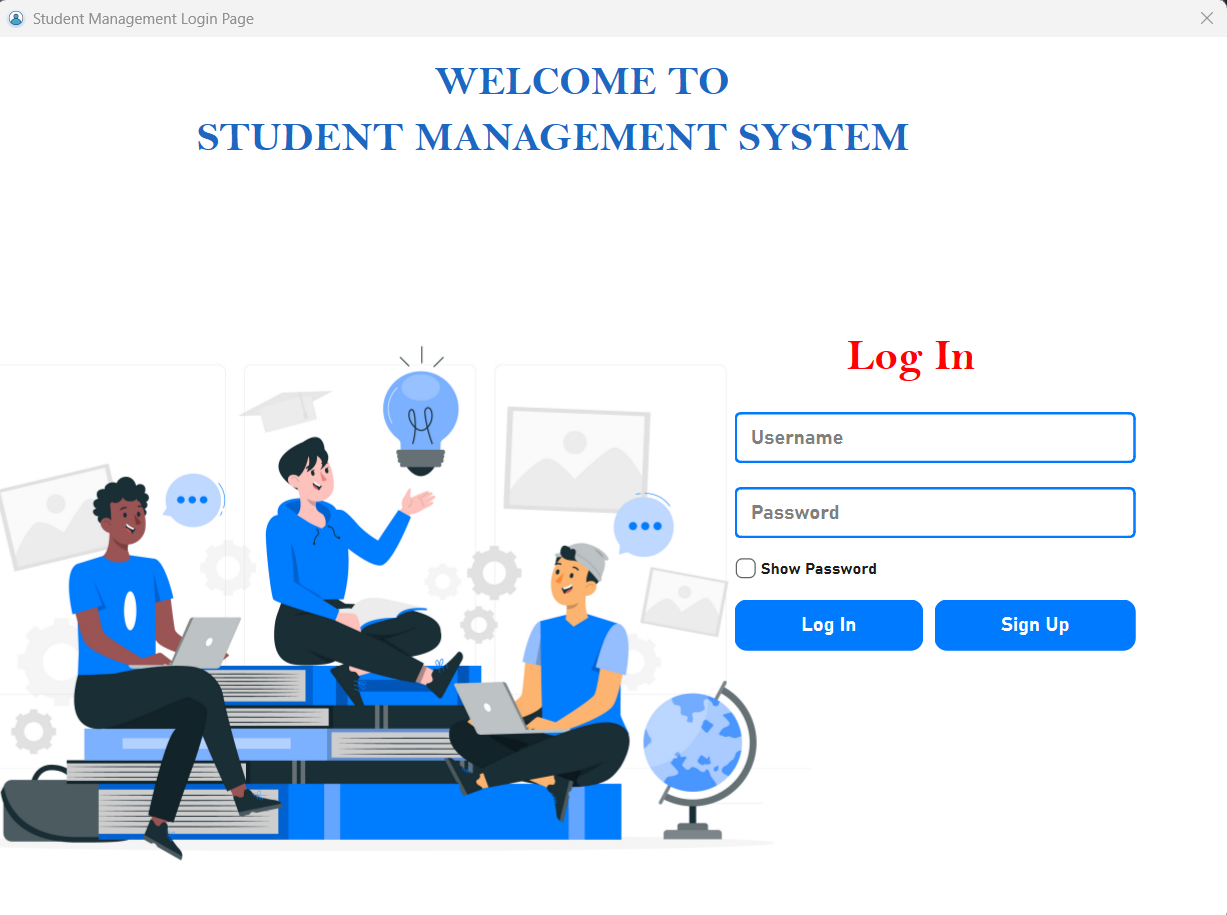 Student Management Login Page
WELCOME TO
STUDENT MANAGEMENT SYSTEM
Log In
Username
Password
Show Password
Log In
Sign Up